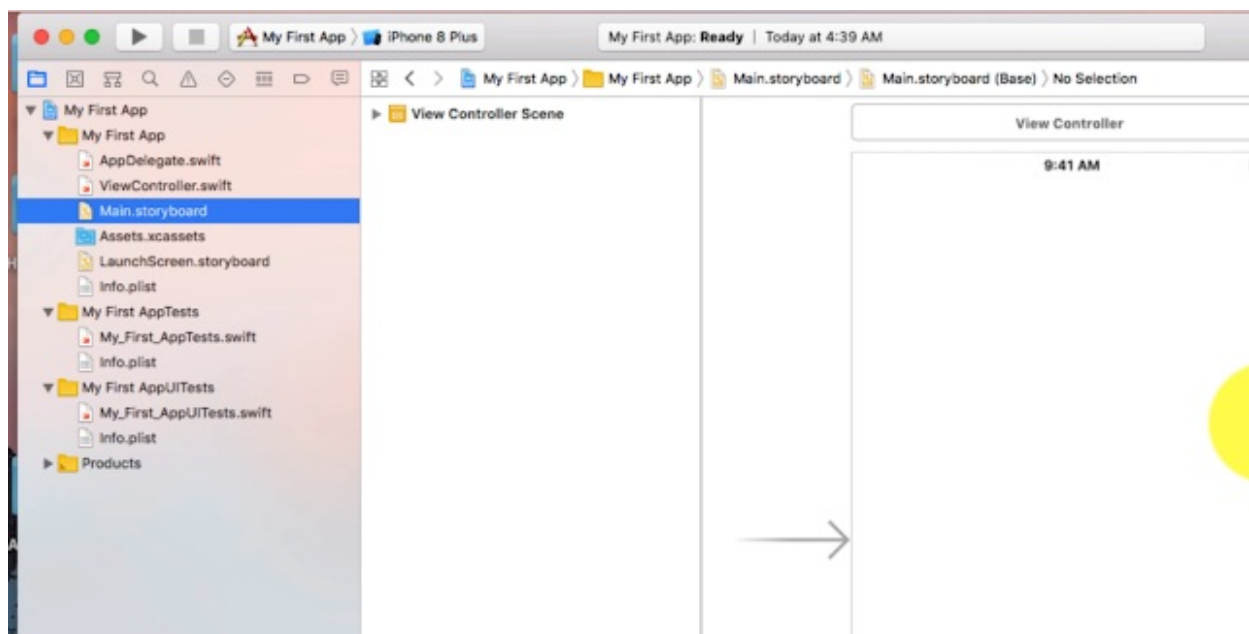 My First App iPhone 8 Plus My First App: Ready | Today at 4:39 AM
My First App My First App Main.storyboard Main.storyboard (Base) No Selection
My First App
My First App
AppDelegate.swift
ViewController.swift
Main.storyboard
Assets.xcassets
LaunchScreen.storyboard
Info.plist
My First AppTests
My_First_AppTests.swift
Info.plist
My First AppUITests
My_First_AppUITests.swift
Info.plist
Products
View Controller Scene
View Controller
9:41 AM